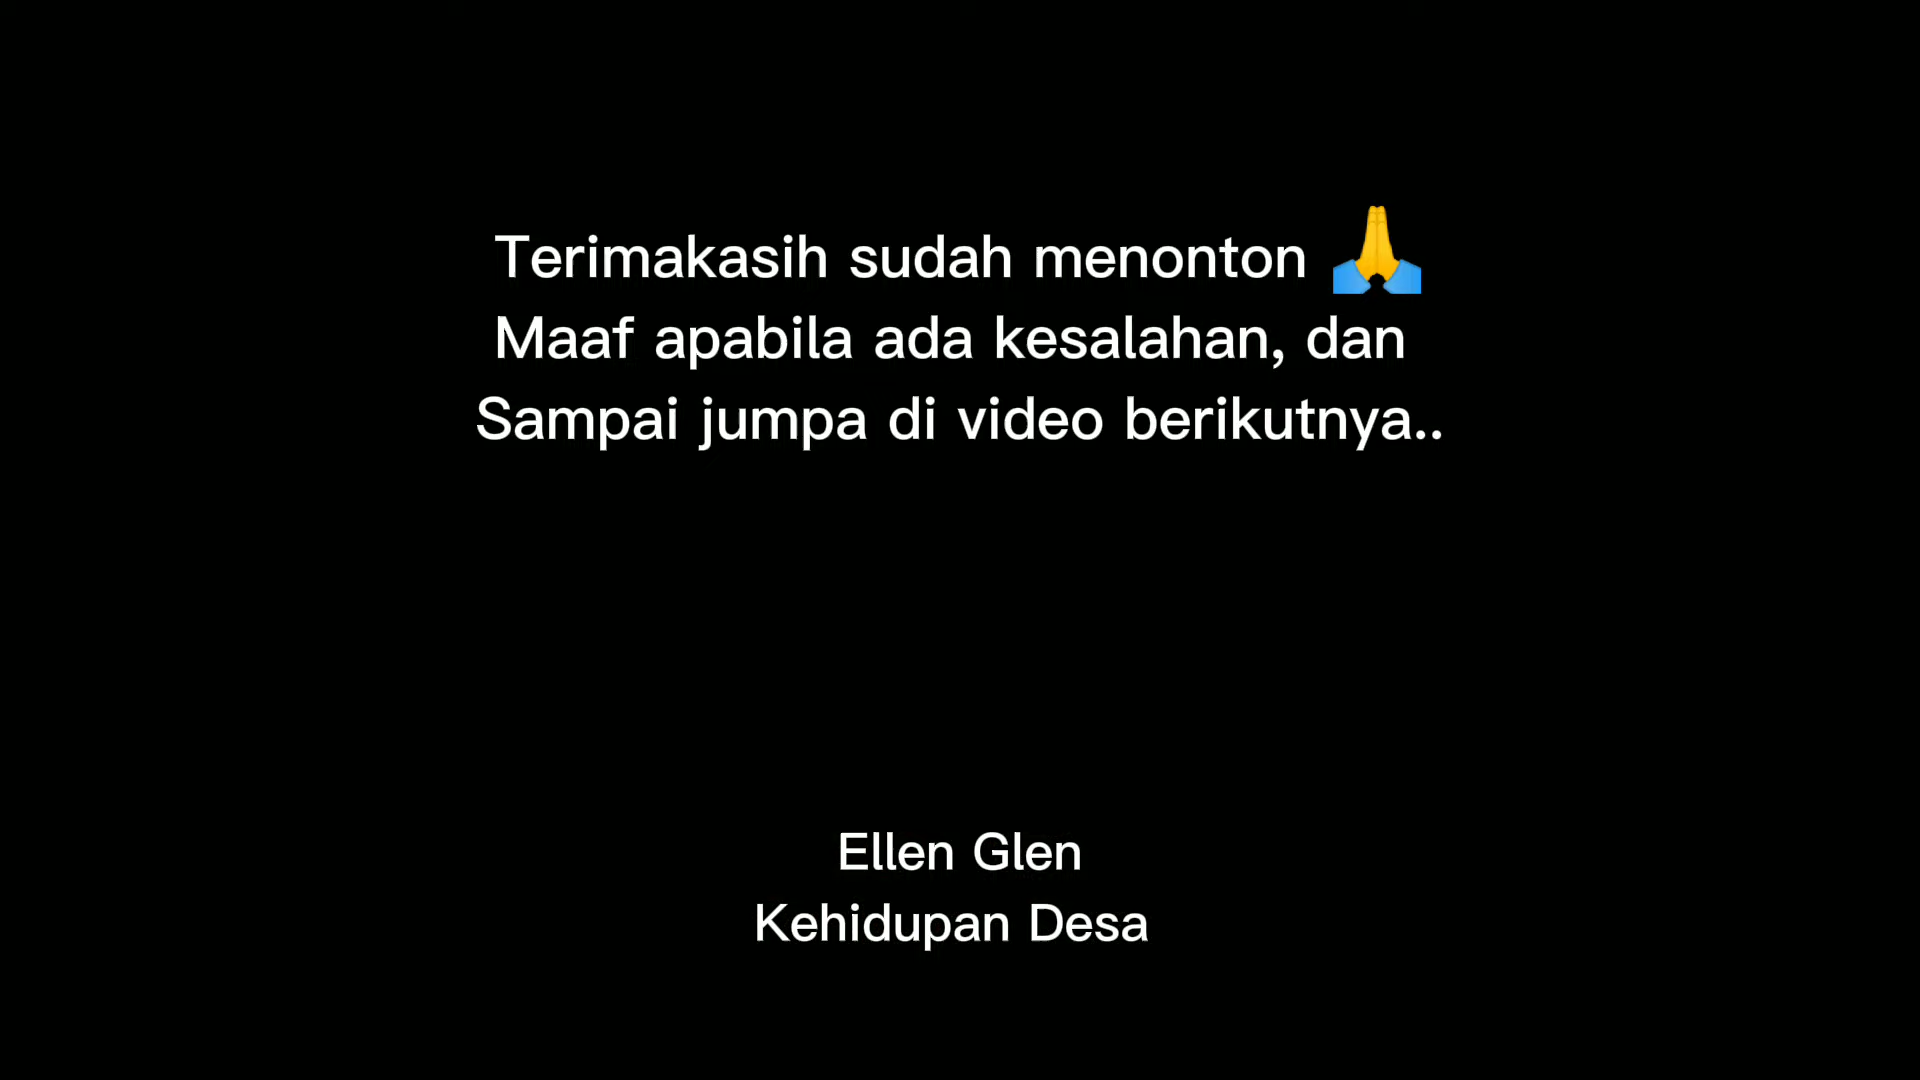 Terimakasih sudah menonton 🙏
Maaf apabila ada kesalahan, dan
Sampai jumpa di video berikutnya..
Ellen Glen
Kehidupan Desa